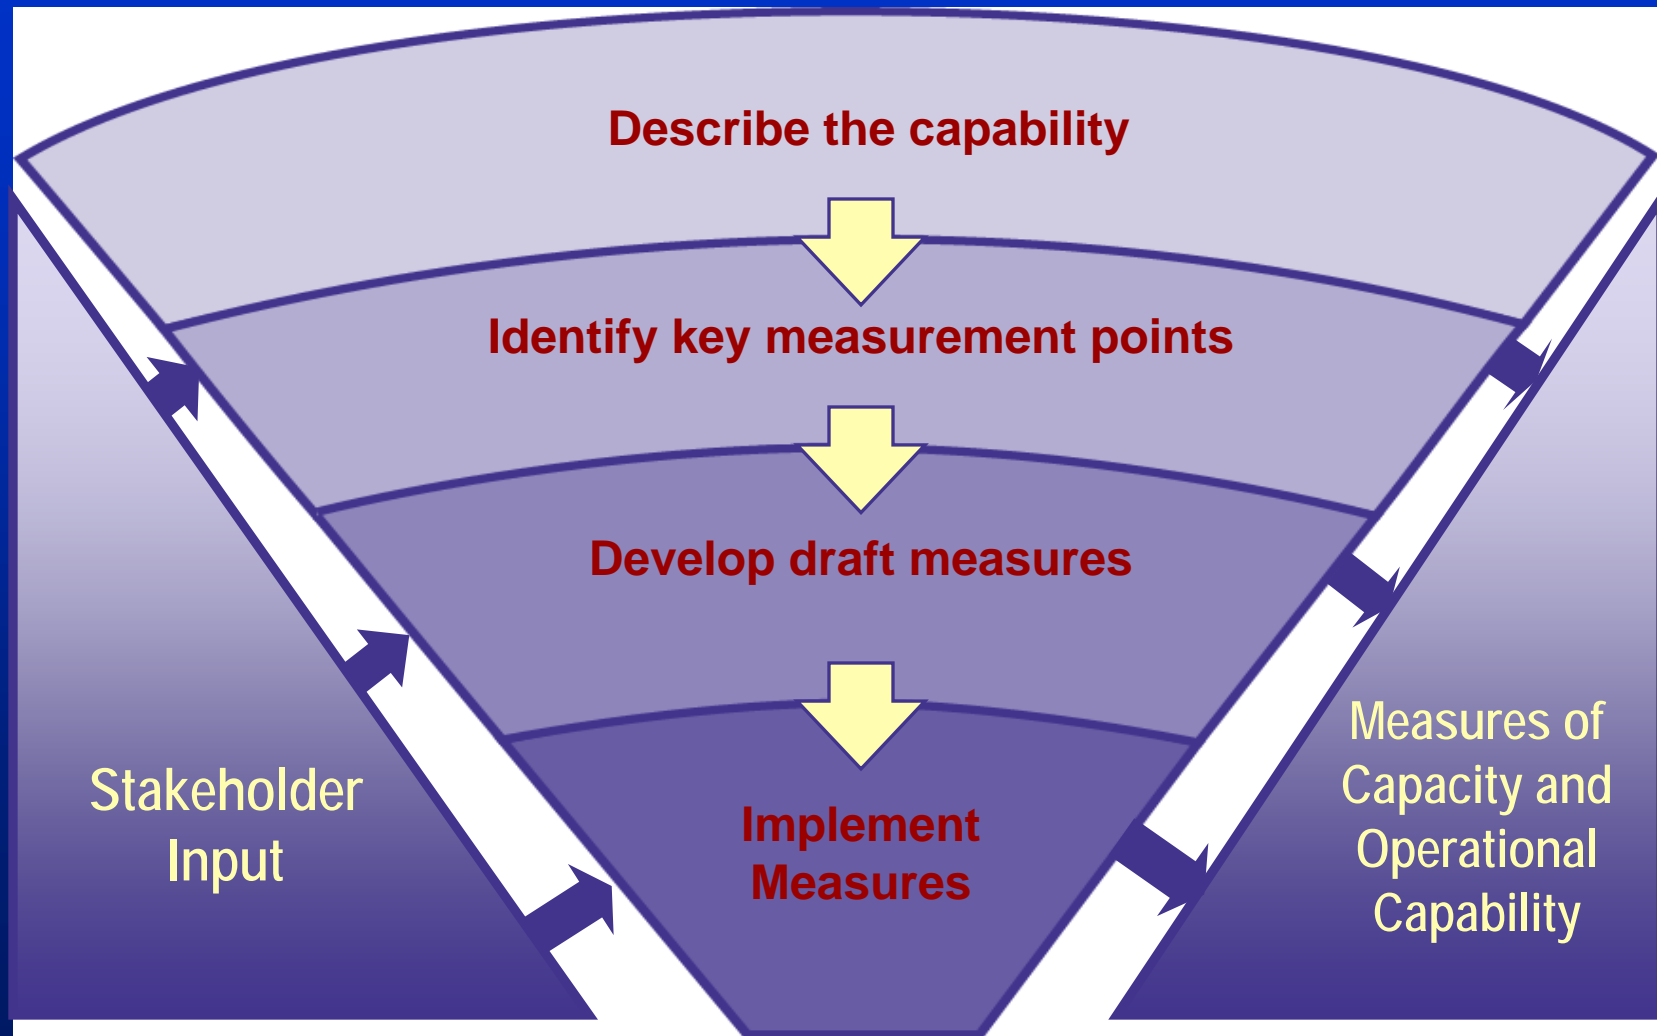 Describe the capability
Identify key measurement points
Develop draft measures
Implement
Measures
Stakeholder
Input
Measures of
Capacity and
Operational
Capability